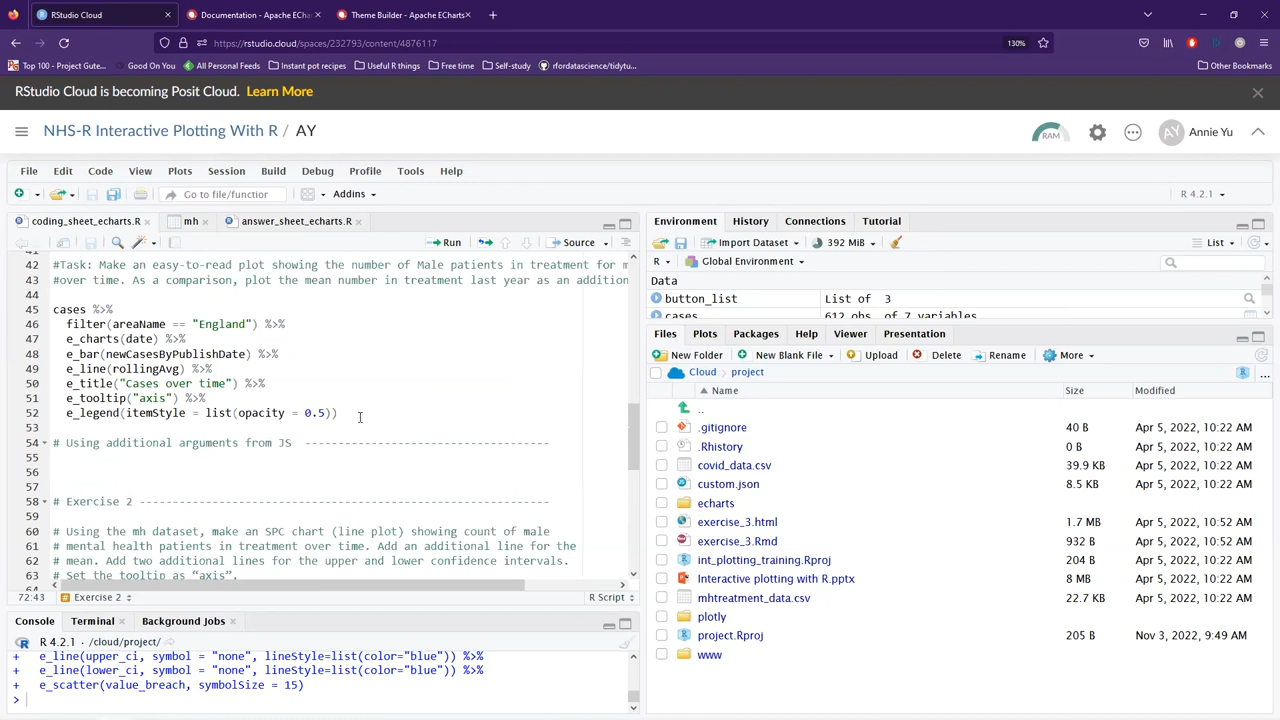 RStudio Cloud
Documentation - Apache ECha
Theme Builder - Apache ECharts
https://rstudio.cloud/spaces/232793/content/4876117
130%
Top 100 - Project Gute…
Good On You
All Personal Feeds
Instant pot recipes
Useful R things
Free time
Self-study
rfordatascience/tidytu…
Other Bookmarks
RStudio Cloud is becoming Posit Cloud. Learn More
NHS-R Interactive Plotting With R / AY
RAM
AY
Annie Yu
File Edit Code View Plots Session Build Debug Profile Tools Help
Go to file/function
Addins
R 4.2.1
coding_sheet_echarts.R
mh
answer_sheet_echarts.R
Run
Source
41
42 #Task: Make an easy-to-read plot showing the number of Male patients in treatment for m
43 #over time. As a comparison, plot the mean number in treatment last year as an addition
44
45 cases %>%
46 filter(areaName == "England") %>%
47 e_charts(date) %>%
48 e_bar(newCasesByPublishDate) %>%
49 e_line(rollingAvg) %>%
50 e_title("Cases over time") %>%
51 e_tooltip("axis") %>%
52 e_legend(itemStyle = list(opacity = 0.5))
53
54 # Using additional arguments from JS ----------------------------------
55
56
57
58 # Exercise 2 ---------------------------------------------------------
59
60 # Using the mh dataset, make an SPC chart (line plot) showing count of male
61 # mental health patients in treatment over time. Add an additional line for the
62 # mean. Add two additional lines for the upper and lower confidence intervals.
63 # Set the tooltip as “axis”.
64
72:43 # Exercise 2
R Script
Console Terminal Background Jobs
R 4.2.1 · /cloud/project/
+ e_line(upper_ci, symbol = "none", lineStyle=list(color="blue")) %>%
+ e_line(lower_ci, symbol = "none", lineStyle=list(color="blue")) %>%
+ e_scatter(value_breach, symbolSize = 15)
>
Environment History Connections Tutorial
Import Dataset
392 MiB
List
R
Global Environment
Data
button_list List of 3
cases 612 obs. of 7 variables
Files Plots Packages Help Viewer Presentation
New Folder New Blank File Upload Delete Rename More
Cloud project
Name Size Modified
..
.gitignore 40 B Apr 5, 2022, 10:22 AM
.Rhistory 0 B Apr 5, 2022, 10:22 AM
covid_data.csv 39.9 KB Apr 5, 2022, 10:22 AM
custom.json 8.5 KB Apr 5, 2022, 10:22 AM
echarts
exercise_3.html 1.7 MB Apr 5, 2022, 10:52 AM
exercise_3.Rmd 932 B Apr 5, 2022, 10:52 AM
int_plotting_training.Rproj 204 B Apr 5, 2022, 10:22 AM
Interactive plotting with R.pptx 8 MB Apr 5, 2022, 10:22 AM
mhtreatment_data.csv 22.7 KB Apr 5, 2022, 10:22 AM
plotly
project.Rproj 205 B Nov 3, 2022, 9:49 AM
www